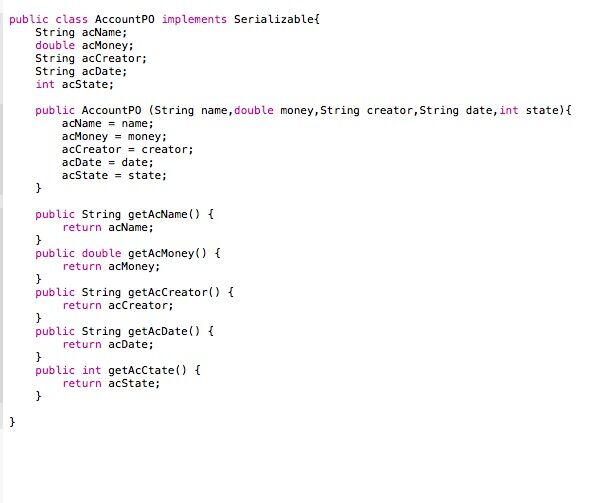 public class AccountPO implements Serializable{
    String acName;
    double acMoney;
    String acCreator;
    String acDate;
    int acState;

    public AccountPO (String name,double money,String creator,String date,int state){
        acName = name;
        acMoney = money;
        acCreator = creator;
        acDate = date;
        acState = state;
    }

    public String getAcName() {
        return acName;
    }
    public double getAcMoney() {
        return acMoney;
    }
    public String getAcCreator() {
        return acCreator;
    }
    public String getAcDate() {
        return acDate;
    }
    public int getAcCtate() {
        return acState;
    }

}